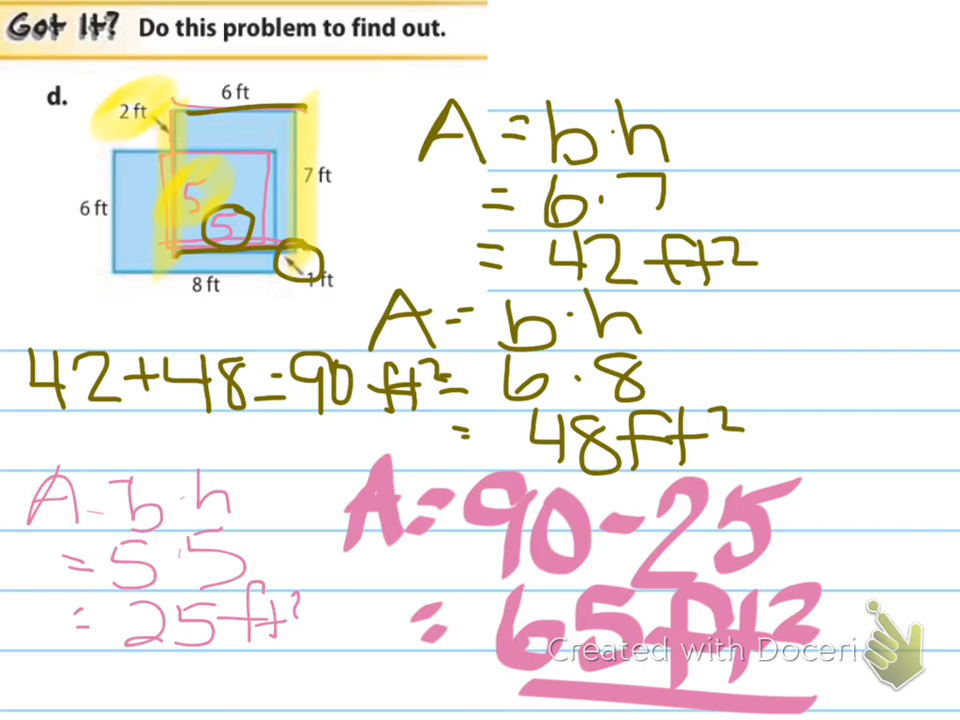 Got It? Do this problem to find out.
d.
6 ft
2 ft
7 ft
6 ft
5
5
1 ft
8 ft
A = b·h
= 6·7
= 42 ft²
A = b·h
42+48=90 ft² = 6·8
= 48 ft²
A = b·h
= 5·5
= 25 ft²
A = 90-25
= 65 ft²
Created with Doceri